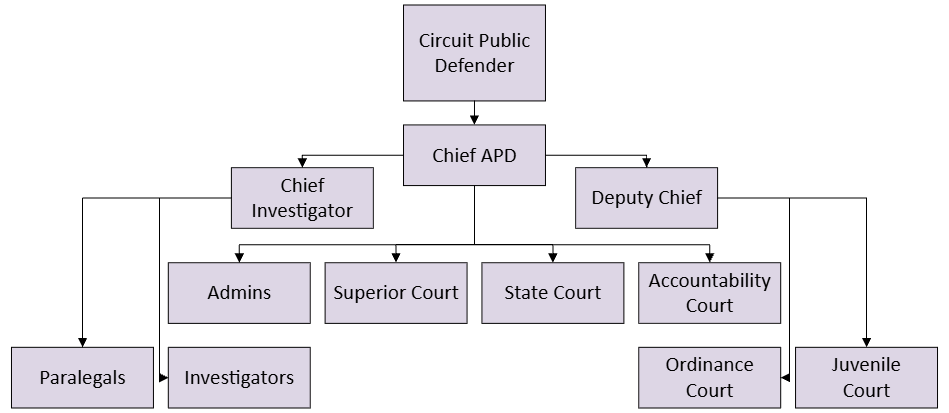 Circuit Public
Defender
Chief APD
Chief
Investigator
Deputy Chief
Admins
Superior Court
State Court
Accountability
Court
Paralegals
Investigators
Ordinance
Court
Juvenile
Court